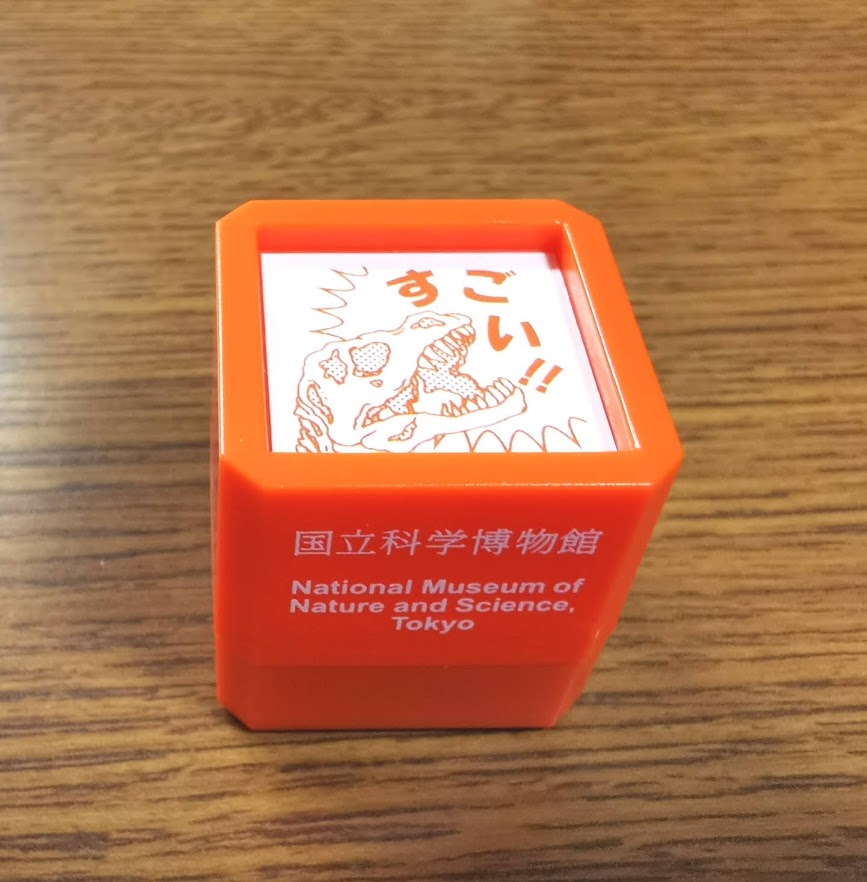 すごい!!
国立科学博物館
National Museum of
Nature and Science,
Tokyo